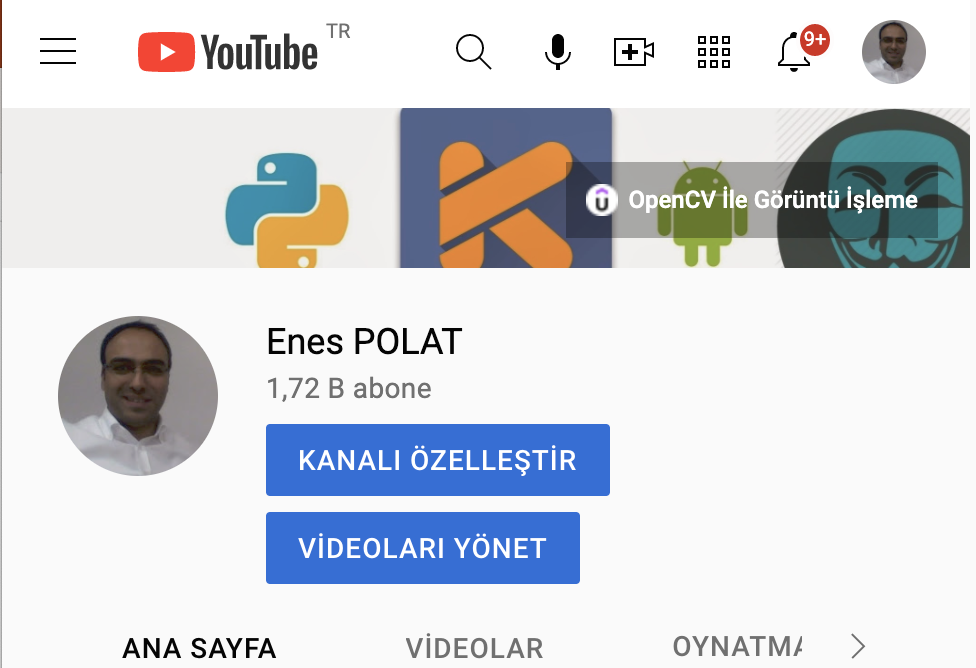 YouTube TR
9+
OpenCV İle Görüntü İşleme
Enes POLAT
1,72 B abone
KANALI ÖZELLEŞTİR
VİDEOLARI YÖNET
ANA SAYFA VİDEOLAR OYNATMA